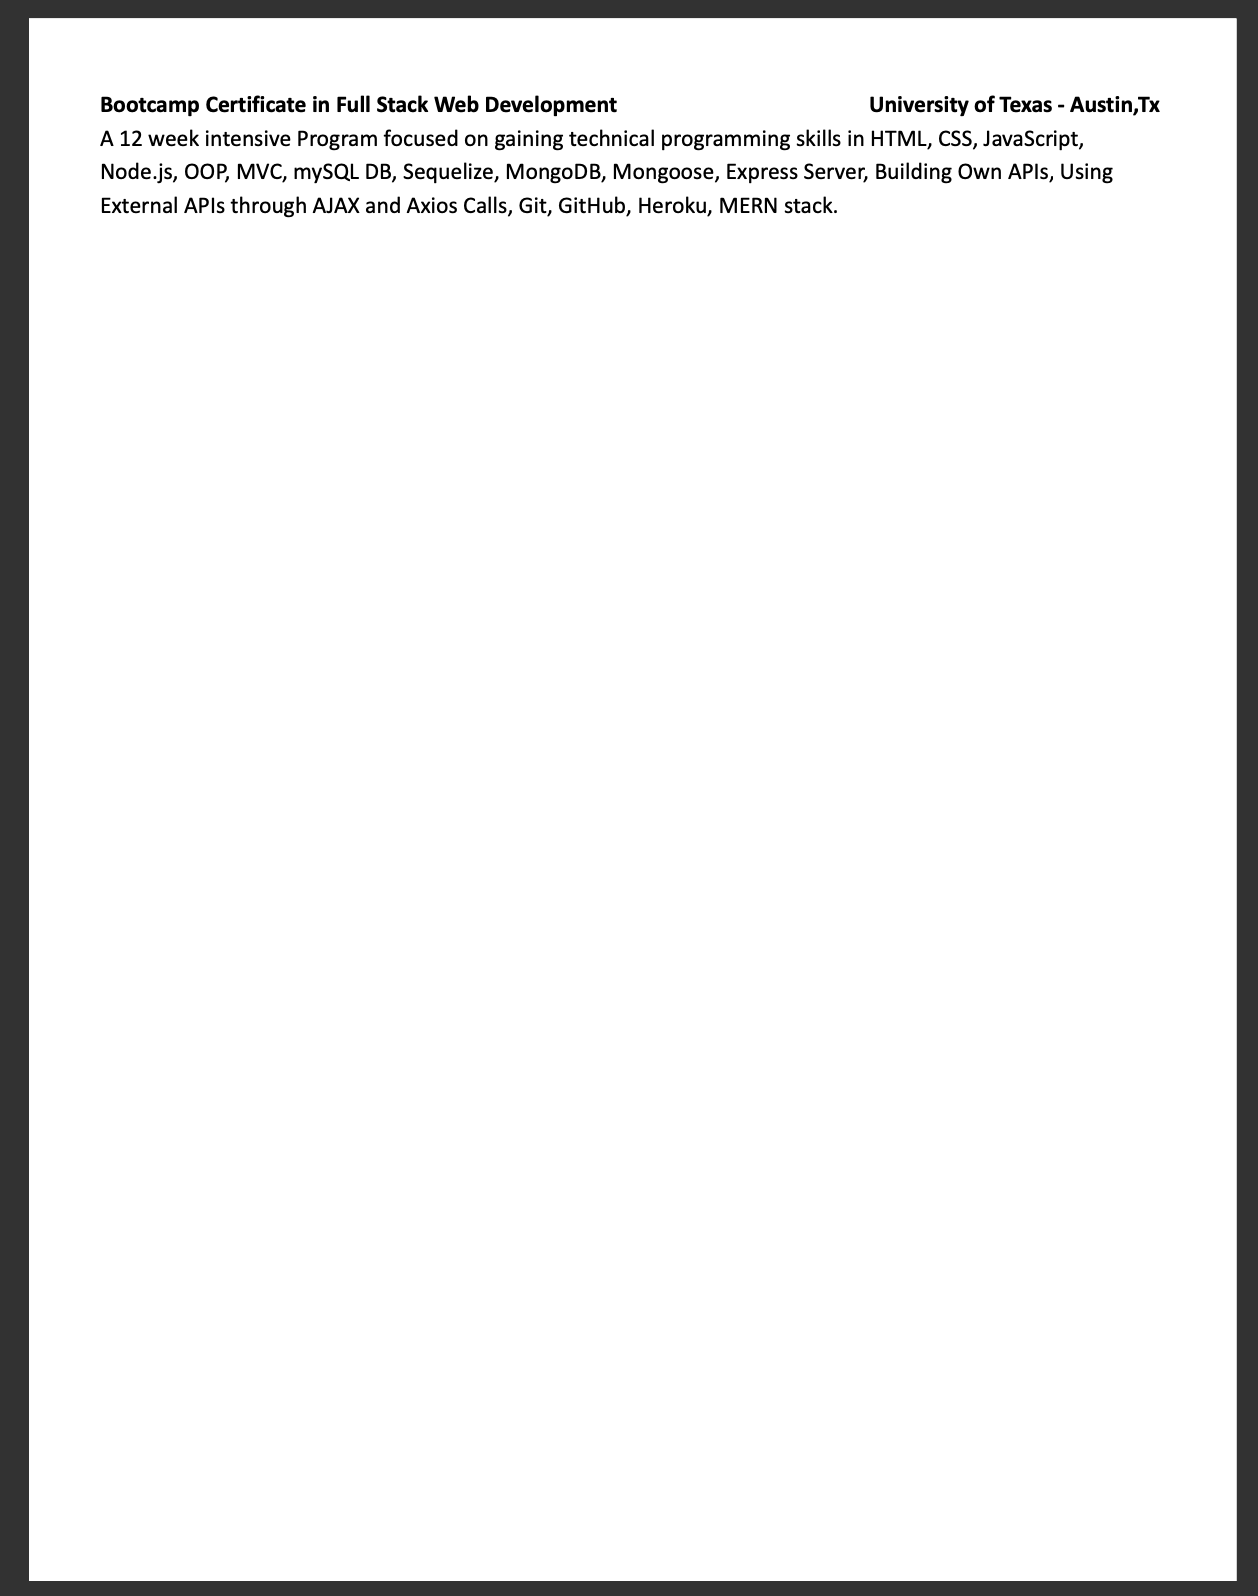 Bootcamp Certificate in Full Stack Web Development University of Texas - Austin,Tx
A 12 week intensive Program focused on gaining technical programming skills in HTML, CSS, JavaScript,
Node.js, OOP, MVC, mySQL DB, Sequelize, MongoDB, Mongoose, Express Server, Building Own APIs, Using
External APIs through AJAX and Axios Calls, Git, GitHub, Heroku, MERN stack.